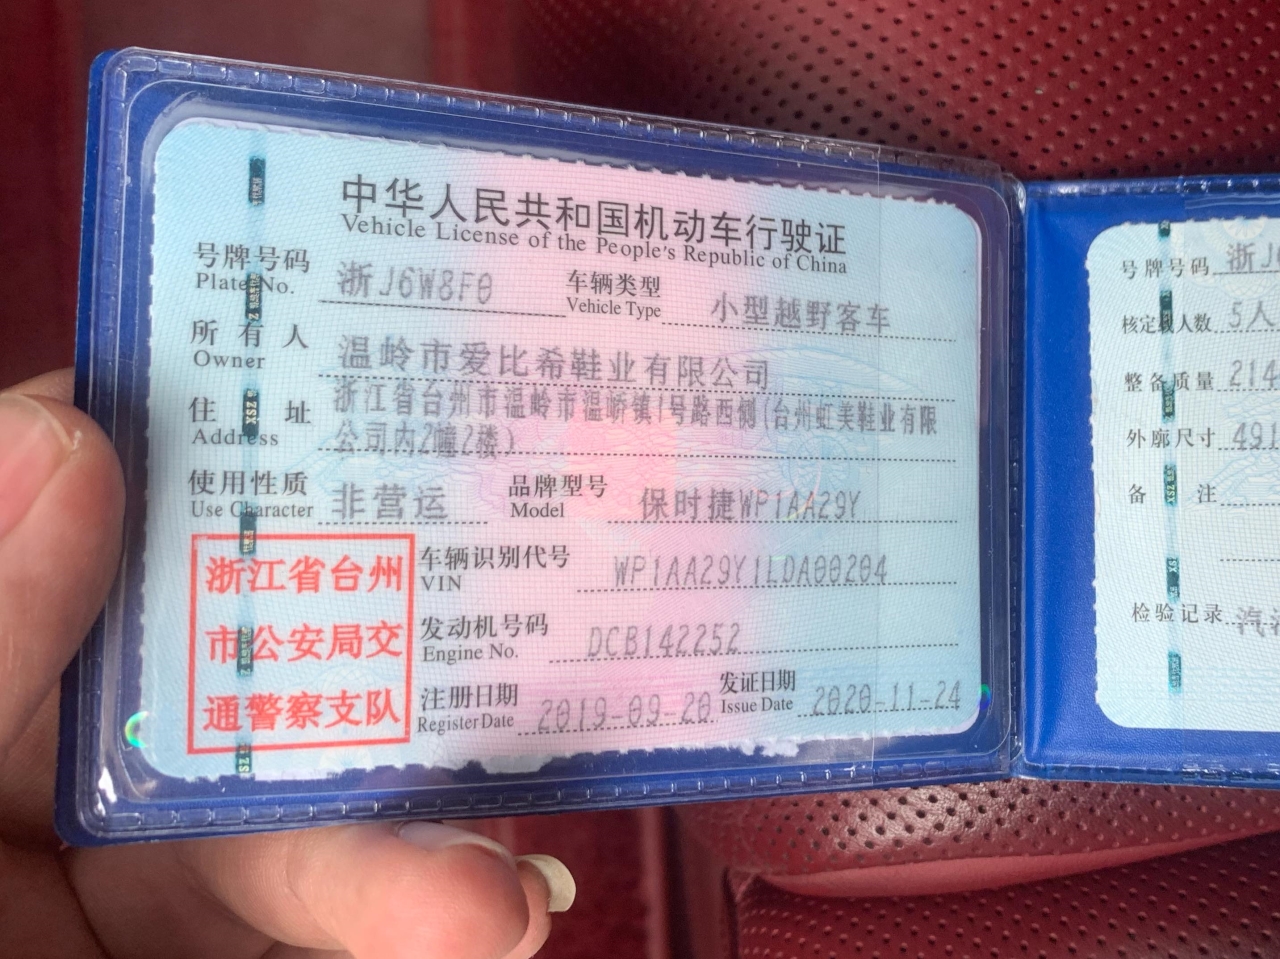 中华人民共和国机动车行驶证
Vehicle License of the People's Republic of China
号牌号码 浙J6W8F0 车辆类型 小型越野客车
Plate No. Vehicle Type
所有人 温岭市爱比希鞋业有限公司
Owner
住址 浙江省台州市温岭市温峤镇1号路西侧(台州虹美鞋业有限
Address 公司内2幢2楼)
使用性质 非营运 品牌型号 保时捷WP1AA29Y
Use Character Model
浙江省台州
市公安局交
通警察支队
车辆识别代号 WP1AA29Y1LDA00204
VIN
发动机号码 DCB142252
Engine No.
注册日期 2019-09-20 发证日期 2020-11-24
Register Date Issue Date
号牌号码 浙J
核定载人数 5人
整备质量 214
外廓尺寸 491
备注
检验记录